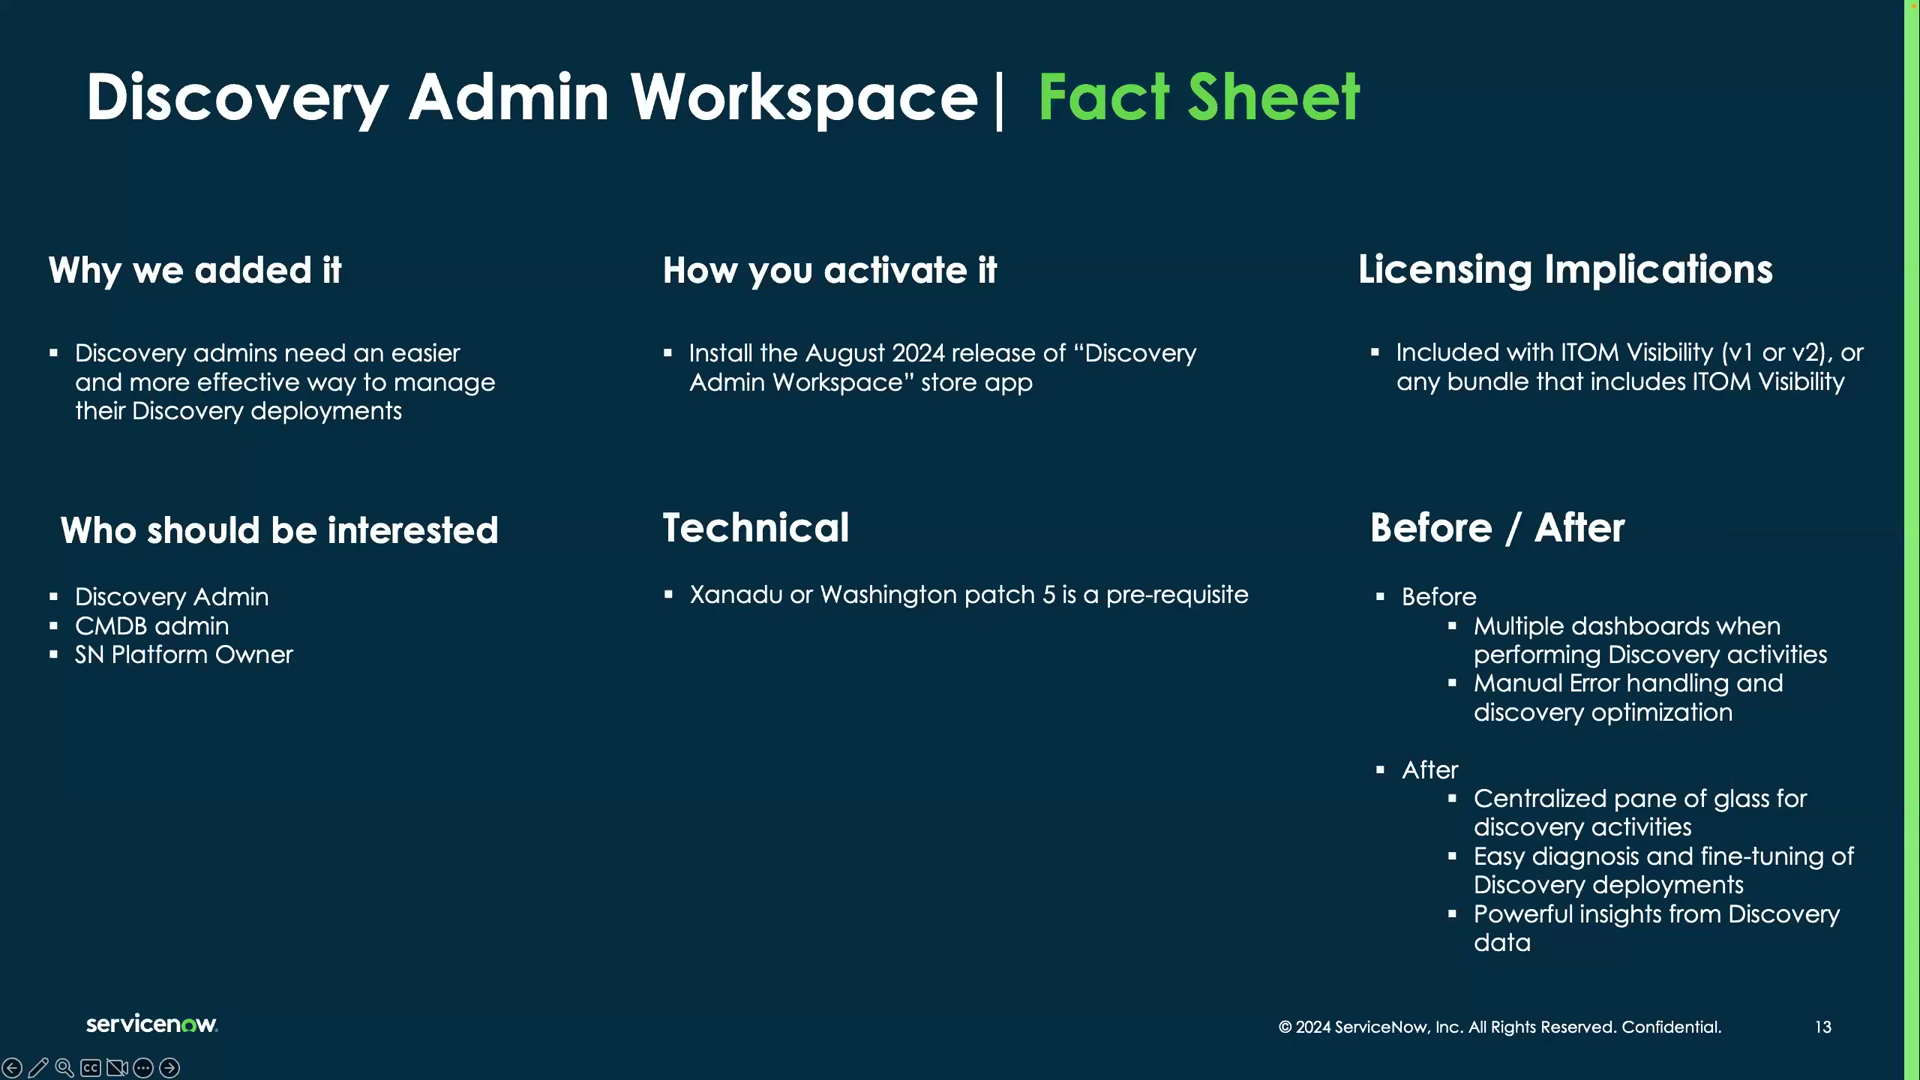 Discovery Admin Workspace| Fact Sheet
Why we added it
▪ Discovery admins need an easier
and more effective way to manage
their Discovery deployments
How you activate it
▪ Install the August 2024 release of “Discovery
Admin Workspace” store app
Licensing Implications
▪ Included with ITOM Visibility (v1 or v2), or
any bundle that includes ITOM Visibility
Who should be interested
▪ Discovery Admin
▪ CMDB admin
▪ SN Platform Owner
Technical
▪ Xanadu or Washington patch 5 is a pre-requisite
Before / After
▪ Before
▪ Multiple dashboards when
performing Discovery activities
▪ Manual Error handling and
discovery optimization
▪ After
▪ Centralized pane of glass for
discovery activities
▪ Easy diagnosis and fine-tuning of
Discovery deployments
▪ Powerful insights from Discovery
data
servicenow.
© 2024 ServiceNow, Inc. All Rights Reserved. Confidential.
13
CC